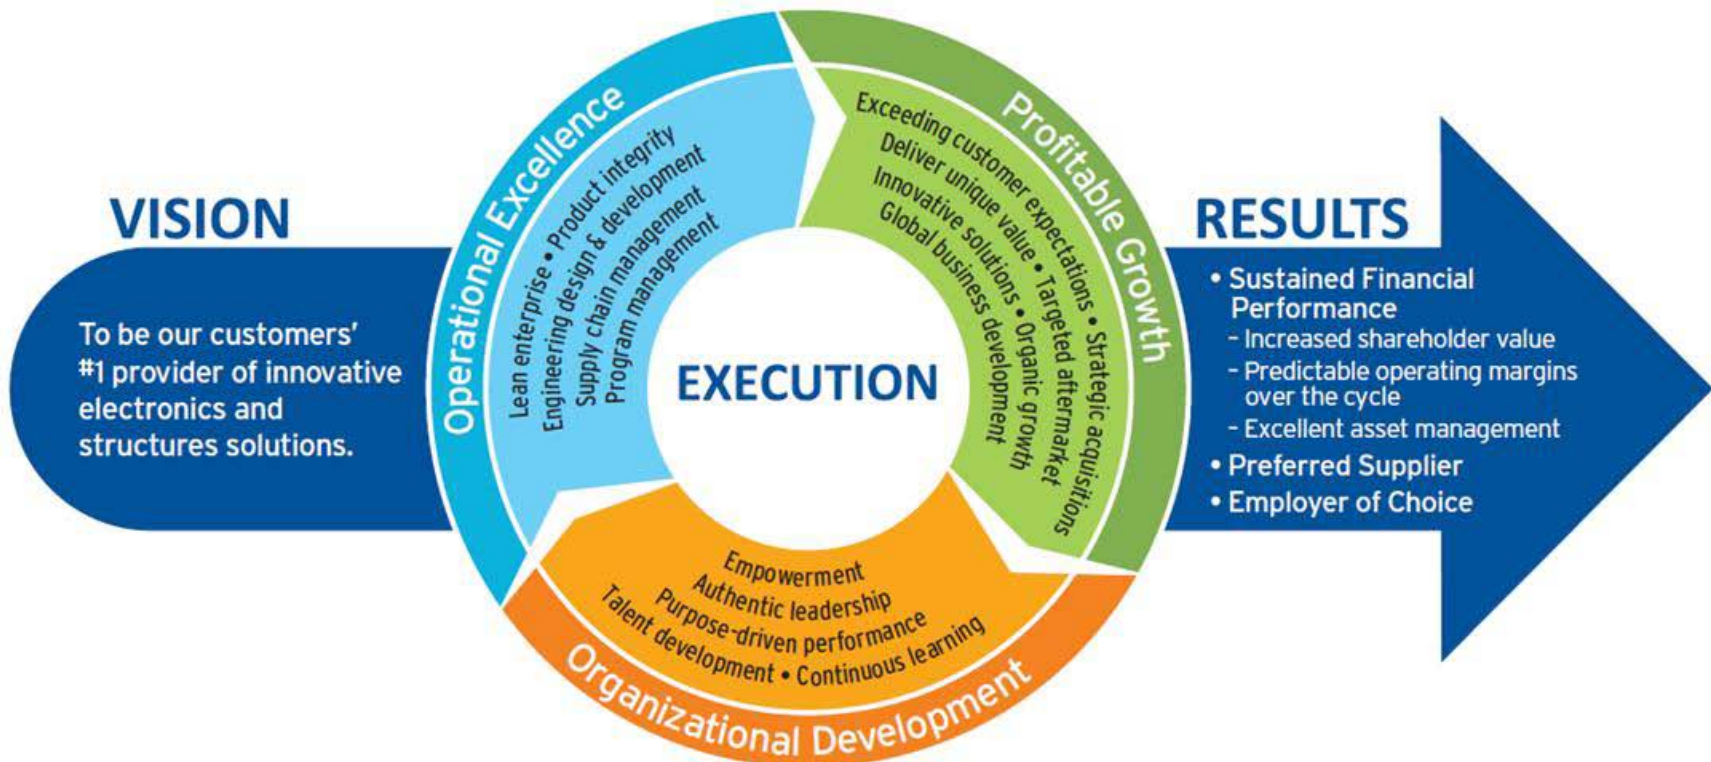 VISION
To be our customers'
#1 provider of innovative
electronics and
structures solutions.
Operational Excellence
Lean enterprise • Product integrity
Engineering design & development
Supply chain management
Program management
EXECUTION
Profitable Growth
Exceeding customer expectations • Strategic acquisitions
Deliver unique value • Targeted aftermarket
Innovative solutions • Organic growth
Global business development
Empowerment
Authentic leadership
Purpose-driven performance
Talent development • Continuous learning
Organizational Development
RESULTS
• Sustained Financial
Performance
- Increased shareholder value
- Predictable operating margins
over the cycle
- Excellent asset management
• Preferred Supplier
• Employer of Choice